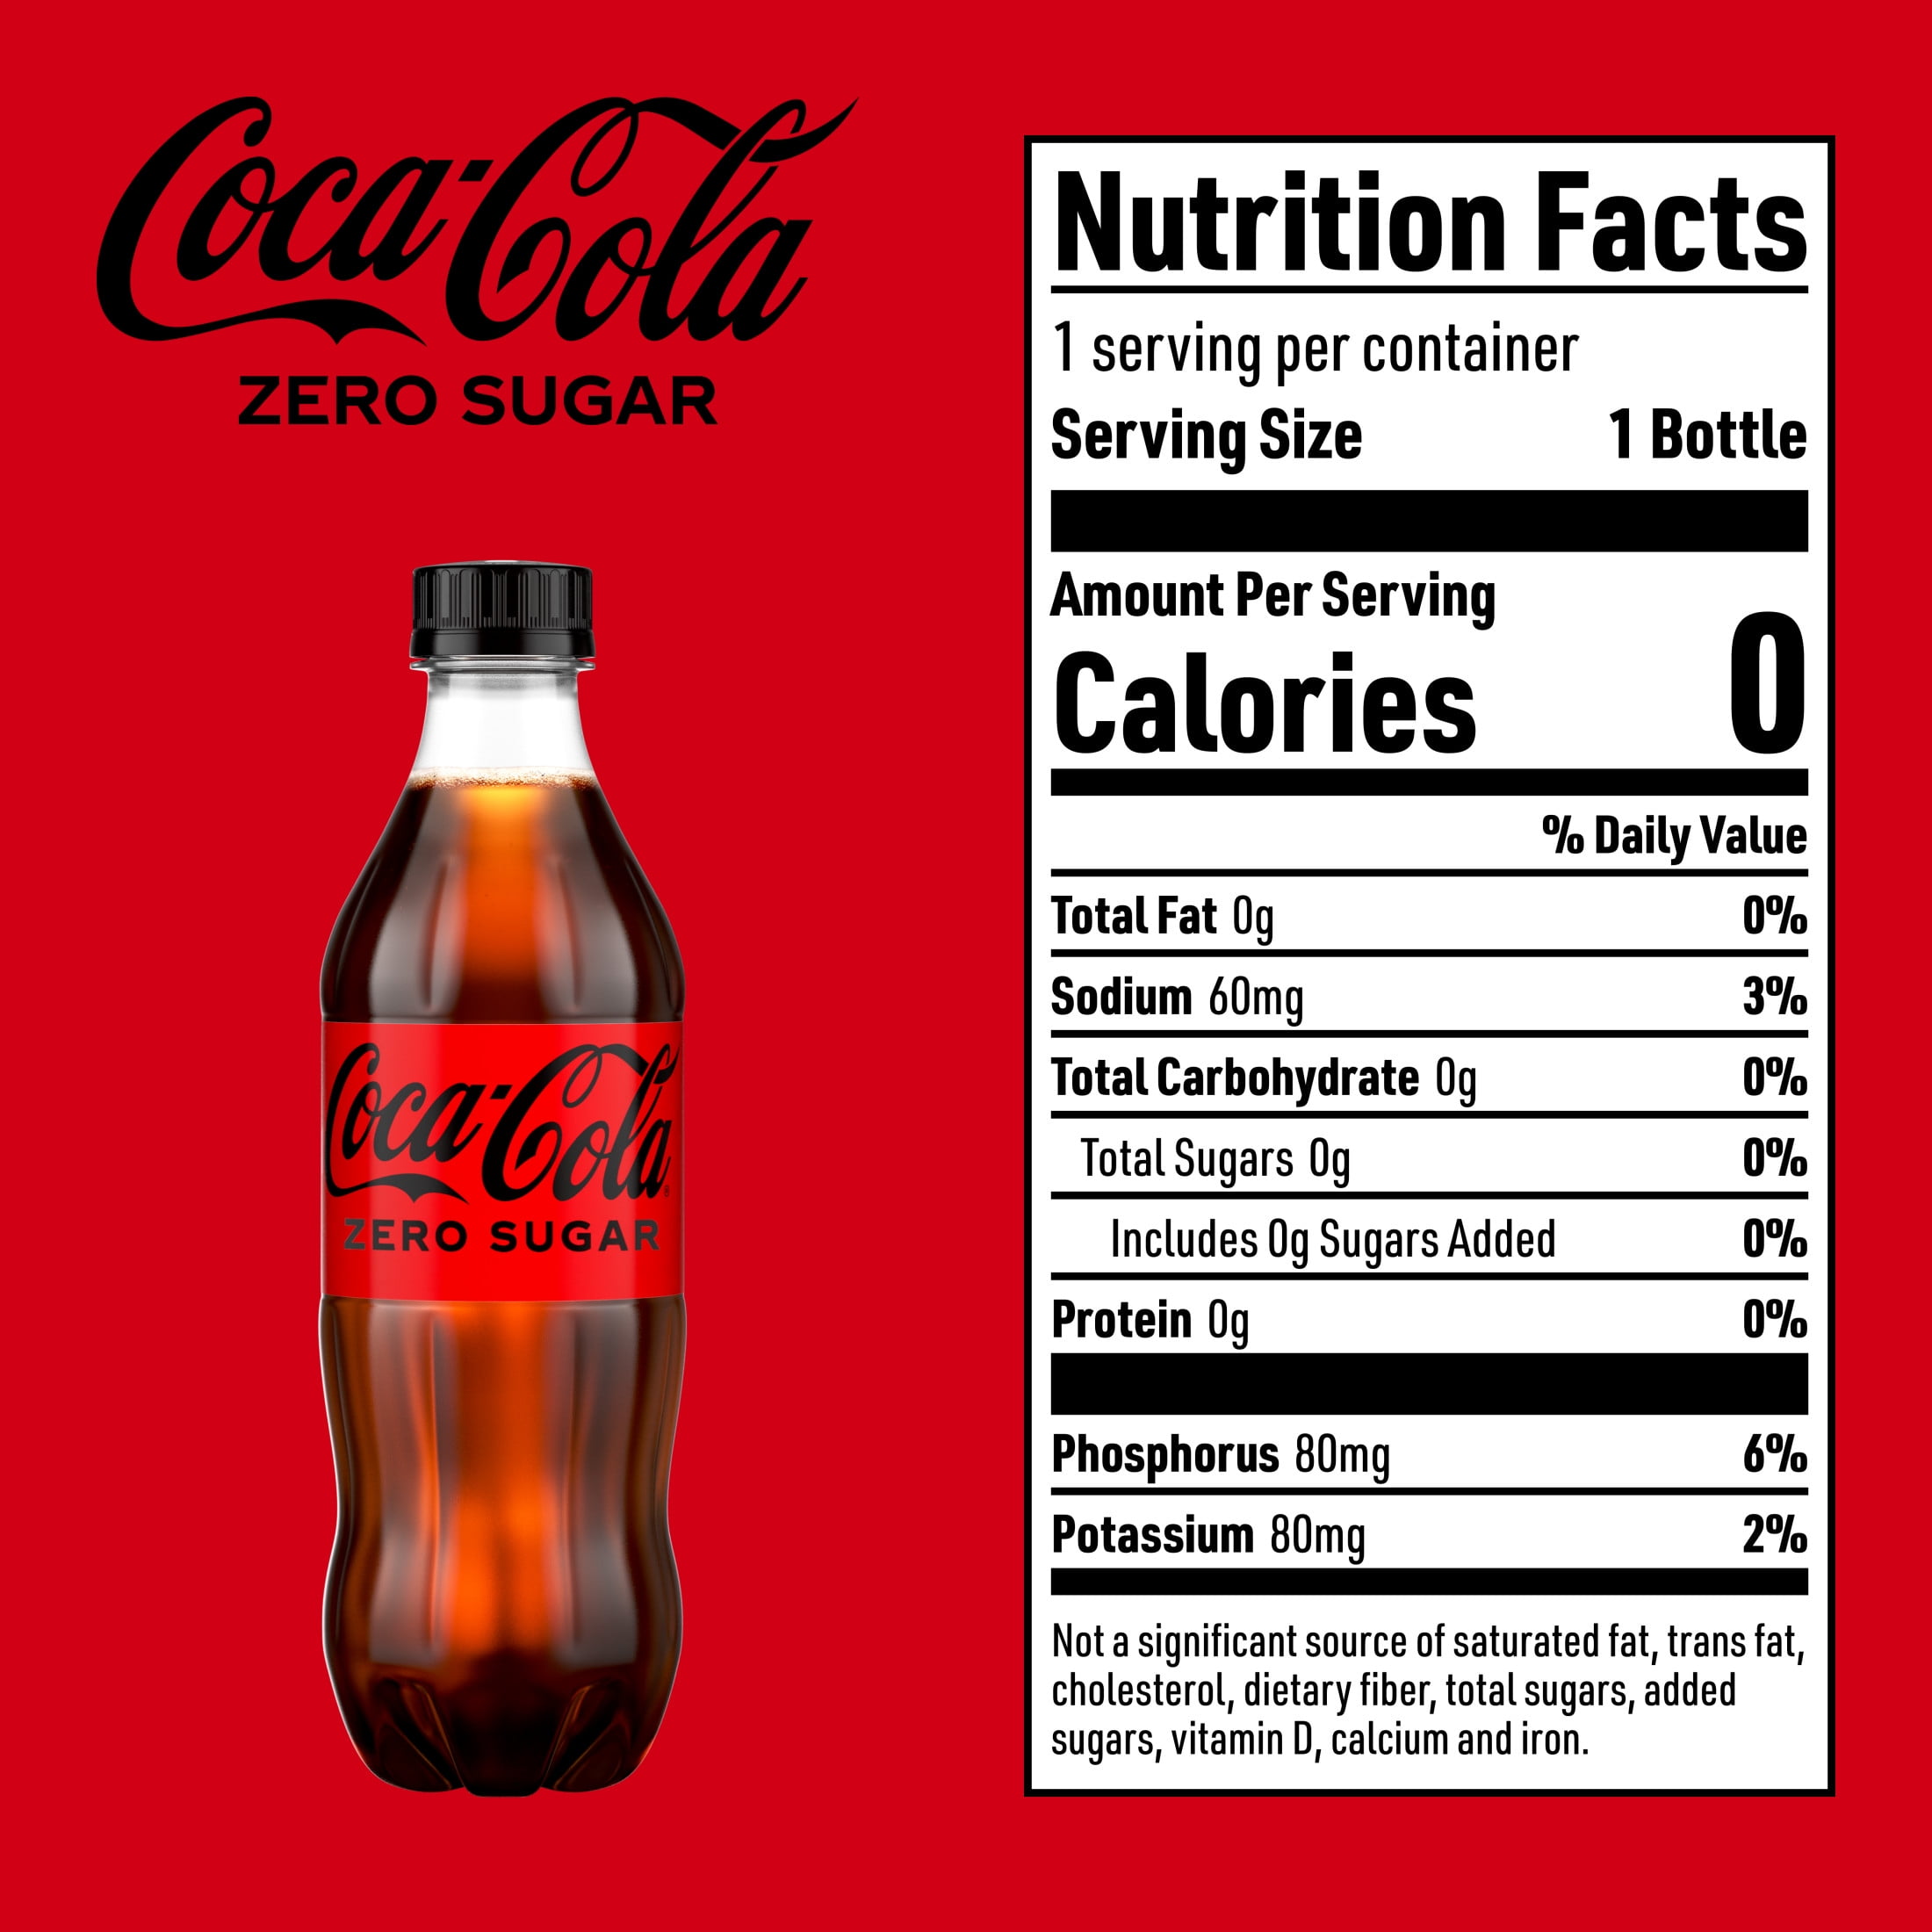 Coca-Cola
ZERO SUGAR
Coca-Cola®
ZERO SUGAR
Nutrition Facts
1 serving per container
Serving Size 1 Bottle
Amount Per Serving
Calories 0
% Daily Value
Total Fat 0g 0%
Sodium 60mg 3%
Total Carbohydrate 0g 0%
Total Sugars 0g 0%
Includes 0g Sugars Added 0%
Protein 0g 0%
Phosphorus 80mg 6%
Potassium 80mg 2%
Not a significant source of saturated fat, trans fat,
cholesterol, dietary fiber, total sugars, added
sugars, vitamin D, calcium and iron.